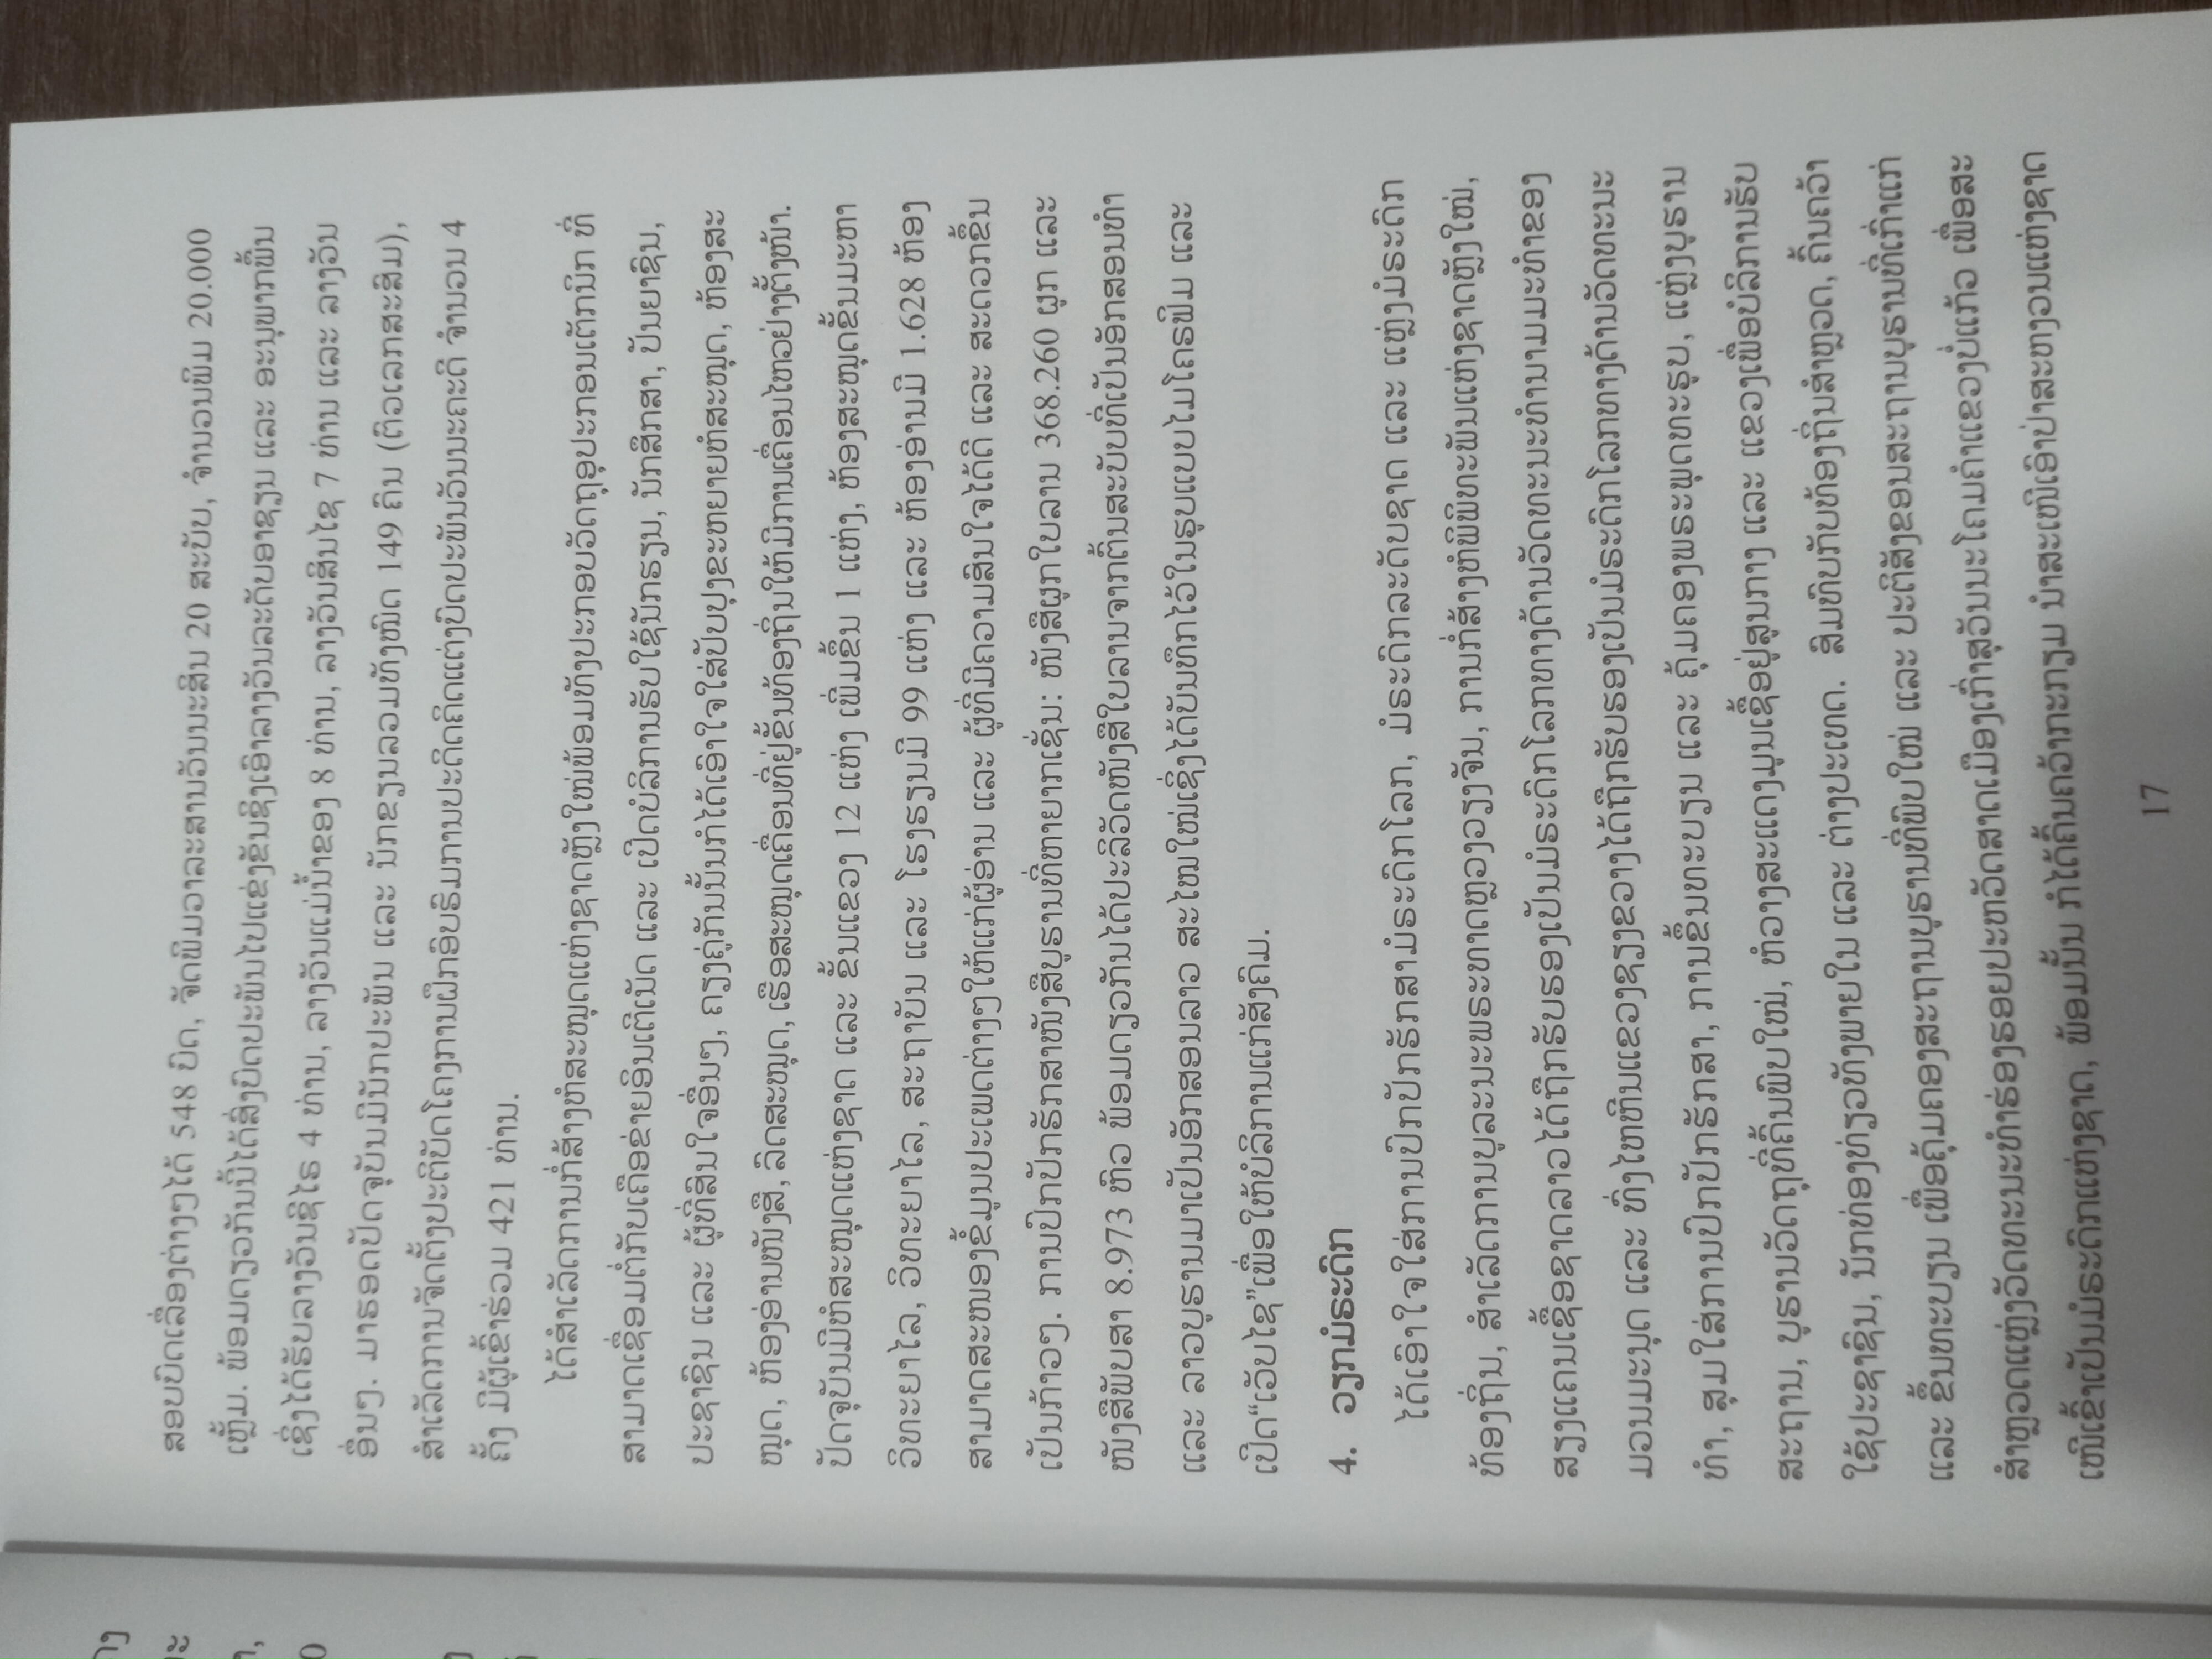 ສອບບົດເລື່ອງຕ່າງໆໄດ້ 548 ບົດ, ຈັດພິມວາລະສານວັນນະສິນ 20 ສະບັບ, ຈຳນວນພິມ 20.000
ເຫຼັ້ມ. ພ້ອມດຽວກັນນີ້ໄດ້ສົ່ງບົດປະພັນໄປແຂ່ງຂັນຊິງເອົາລາງວັນລະດັບອາຊຽນ ແລະ ອະນຸພາກພື້ນ
ເຊິ່ງໄດ້ຮັບລາງວັນຊີໄຣ 4 ທ່ານ, ລາງວັນແມ່ນ້ຳຂອງ 8 ທ່ານ, ລາງວັນສິນໄຊ 7 ທ່ານ ແລະ ລາງວັນ
ອື່ນໆ. ມາຮອດປັດຈຸບັນມີນັກປະພັນ ແລະ ນັກຂຽນລວມທັງໝົດ 149 ຄົນ (ຕົວເລກສະສົມ),
ສຳເລັດການຈັດຕັ້ງປະຕິບັດໂຄງການຝຶກອົບຮົມການປະດິດຄິດແຕ່ງບົດປະພັນວັນນະຄະດີ ຈຳນວນ 4
ຄັ້ງ ມີຜູ້ເຂົ້າຮ່ວມ 421 ທ່ານ.
ໄດ້ສຳເລັດການກໍ່ສ້າງຫໍສະໝຸດແຫ່ງຊາດຫຼັງໃໝ່ພ້ອມທັງປະກອບວັດຖຸອຸປະກອນເຕັກນິກ ທີ່
ສາມາດເຊື່ອມຕໍ່ກັບເຄືອຂ່າຍອິນເຕີເນັດ ແລະ ເປີດບໍລິການຮັບໃຊ້ນັກຮຽນ, ນັກສຶກສາ, ປັນຍາຊົນ,
ປະຊາຊົນ ແລະ ຜູ້ທີ່ສົນໃຈອື່ນໆ, ຄຽງຄູ່ກັນນັ້ນກໍໄດ້ເອົາໃຈໃສ່ປັບປຸງຂະຫຍາຍຫໍສະໝຸດ, ຫ້ອງສະ
ໝຸດ, ຫ້ອງອ່ານໜັງສື, ລົດສະໝຸດ,ເຮືອສະໝຸດເຄື່ອນທີ່ຢູ່ຂັ້ນທ້ອງຖິ່ນໃຫ້ມີການເຄື່ອນໄຫວຢ່າງຕັ້ງໜ້າ.
ປັດຈຸບັນມີຫໍສະໝຸດແຫ່ງຊາດ ແລະ ຂັ້ນແຂວງ 12 ແຫ່ງ ເພີ່ມຂຶ້ນ 1 ແຫ່ງ, ຫ້ອງສະໝຸດຂັ້ນມະຫາ
ວິທະຍາໄລ, ວິທະຍາໄລ, ສະຖາບັນ ແລະ ໂຮງຮຽນມີ 99 ແຫ່ງ ແລະ ຫ້ອງອ່ານມີ 1.628 ຫ້ອງ
ສາມາດສະໜອງຂໍ້ມູນປະເພດຕ່າງໆໃຫ້ແກ່ຜູ້ອ່ານ ແລະ ຜູ້ທີ່ມີຄວາມສົນໃຈໄດ້ດີ ແລະ ສະດວກຂຶ້ນ
ເປັນກ້າວໆ. ການປົກປັກຮັກສາໜັງສືບູຮານທີ່ຫາຍາກເຊັ່ນ: ໜັງສືຜູກໃບລານ 368.260 ຜູກ ແລະ
ໜັງສືພັບສາ 8.973 ຫົວ ພ້ອມດຽວກັນໄດ້ປະລິວັດໜັງສືໃບລານຈາກຕົ້ນສະບັບທີ່ເປັນອັກສອນທຳ
ແລະ ລາວບູຮານມາເປັນອັກສອນລາວ ສະໄໝໃໝ່ເຊິ່ງໄດ້ບັນທຶກໄວ້ໃນຮູບແບບໄມໂຄຣຟິມ ແລະ
ເປີດ“ເວັບໄຊ”ເພື່ອໃຫ້ບໍລິການແກ່ສັງຄົມ.
4. ວຽກມໍຣະດົກ
ໄດ້ເອົາໃຈໃສ່ການປົກປັກຮັກສາມໍຣະດົກໂລກ, ມໍຣະດົກລະດັບຊາດ ແລະ ແຫຼ່ງມໍຣະດົກ
ທ້ອງຖິ່ນ, ສຳເລັດການບູລະນະພຣະທາດຫຼວງວຽງຈັນ, ການກໍ່ສ້າງຫໍພິພິທະພັນແຫ່ງຊາດຫຼັງໃໝ່,
ສຽງແຄນເຊື້ອຊາດລາວໄດ້ຖືກຮັບຮອງເປັນມໍຣະດົກໂລກທາງດ້ານວັດທະນະທຳນາມມະທຳຂອງ
ມວນມະນຸດ ແລະ ທົ່ງໄຫຫີນແຂວງຊຽງຂວາງໄດ້ຖືກຮັບຮອງເປັນມໍຣະດົກໂລກທາງດ້ານວັດທະນະ
ທຳ, ສຸມໃສ່ການປົກປັກຮັກສາ, ການຂຶ້ນທະບຽນ ແລະ ຄຸ້ມຄອງພຣະພຸດທະຮູບ, ແຫຼ່ງບູຮານ
ສະຖານ, ບູຮານວັດຖຸທີ່ຄົ້ນພົບໃໝ່, ຫໍວາງສະແດງມູນເຊື້ອຢູ່ສູນກາງ ແລະ ແຂວງເພື່ອບໍລິການຮັບ
ໃຊ້ປະຊາຊົນ, ນັກທ່ອງທ່ຽວທັງພາຍໃນ ແລະ ຕ່າງປະເທດ. ສົມທົບກັບທ້ອງຖິ່ນສຳຫຼວດ, ຄົ້ນຄວ້າ
ແລະ ຂຶ້ນທະບຽນ ເພື່ອຄຸ້ມຄອງສະຖານບູຮານທີ່ພົບໃໝ່ ແລະ ປະຕິສັງຂອນສະຖານບູຮານທີ່ເກົ່າແກ່
ສຳຫຼວດແຫຼ່ງວັດທະນະທຳຮ່ອງຮອຍປະຫວັດສາດເມືອງເກົ່າສຸວັນນະໂຄມຄຳແຂວງບໍ່ແກ້ວ ເພື່ອສະ
ເໜີເຂົ້າເປັນມໍຣະດົກແຫ່ງຊາດ, ພ້ອມນັ້ນ ກໍໄດ້ຄົ້ນຄວ້າກະກຽມ ນຳສະເໜີເອົາປ່າສະຫງວນແຫ່ງຊາດ
17